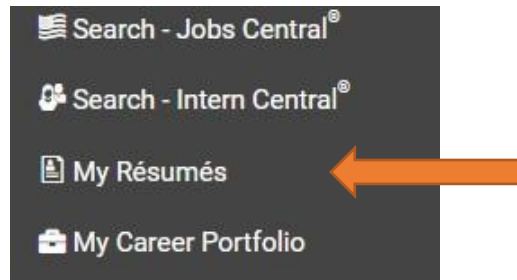 Search - Jobs Central®
Search - Intern Central®
My Résumés
My Career Portfolio